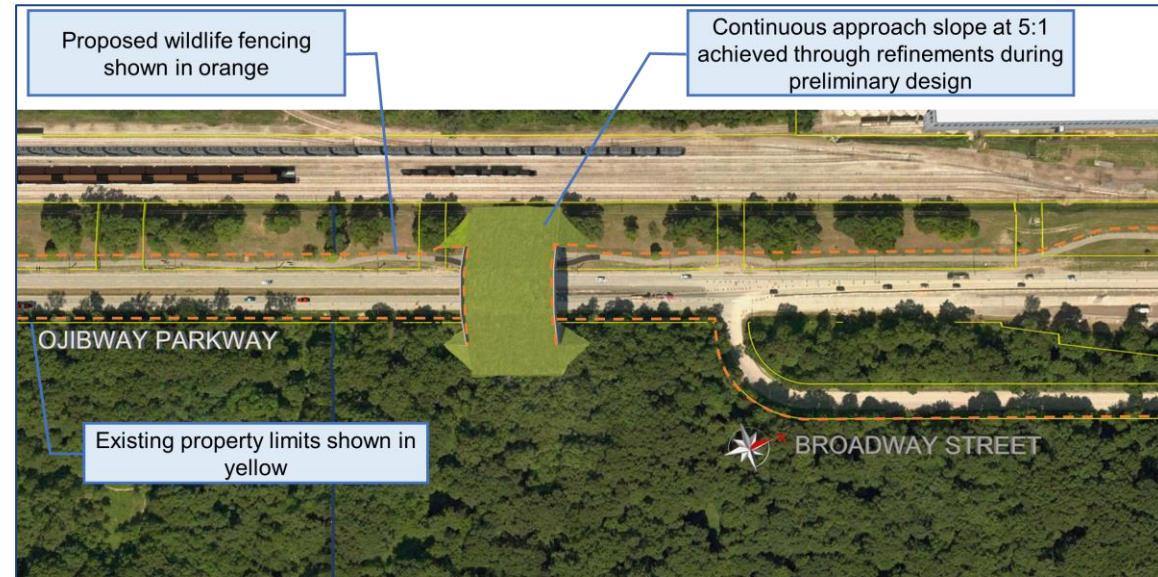 Proposed wildlife fencing
shown in orange
Continuous approach slope at 5:1
achieved through refinements during
preliminary design
OJIBWAY PARKWAY
Existing property limits shown in
yellow
BROADWAY STREET